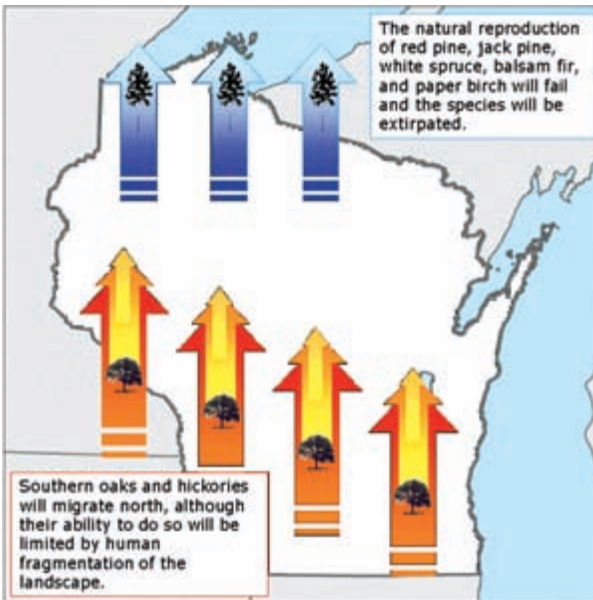 The natural reproduction
of red pine, jack pine,
white spruce, balsam fir,
and paper birch will fail
and the species will be
extirpated.
Southern oaks and hickories
will migrate north, although
their ability to do so will be
limited by human
fragmentation of the
landscape.